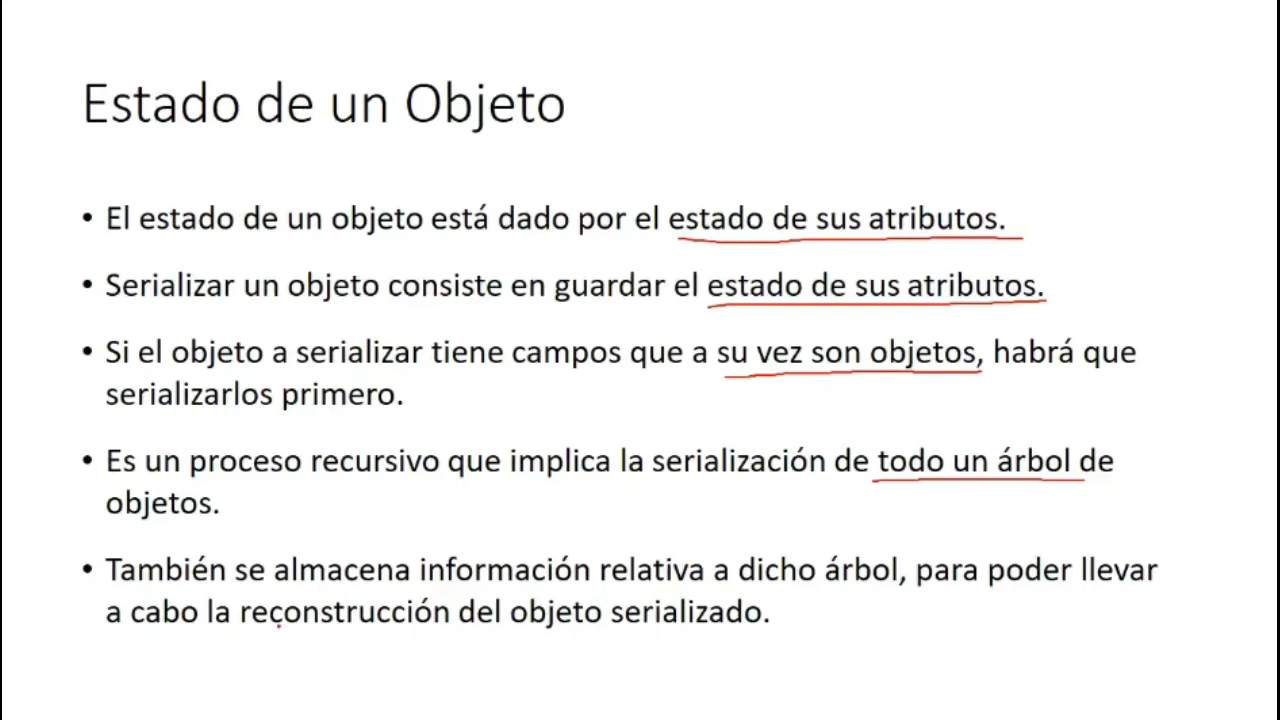 Estado de un Objeto
• El estado de un objeto está dado por el estado de sus atributos.
• Serializar un objeto consiste en guardar el estado de sus atributos.
• Si el objeto a serializar tiene campos que a su vez son objetos, habrá que
serializarlos primero.
• Es un proceso recursivo que implica la serialización de todo un árbol de
objetos.
• También se almacena información relativa a dicho árbol, para poder llevar
a cabo la reconstrucción del objeto serializado.